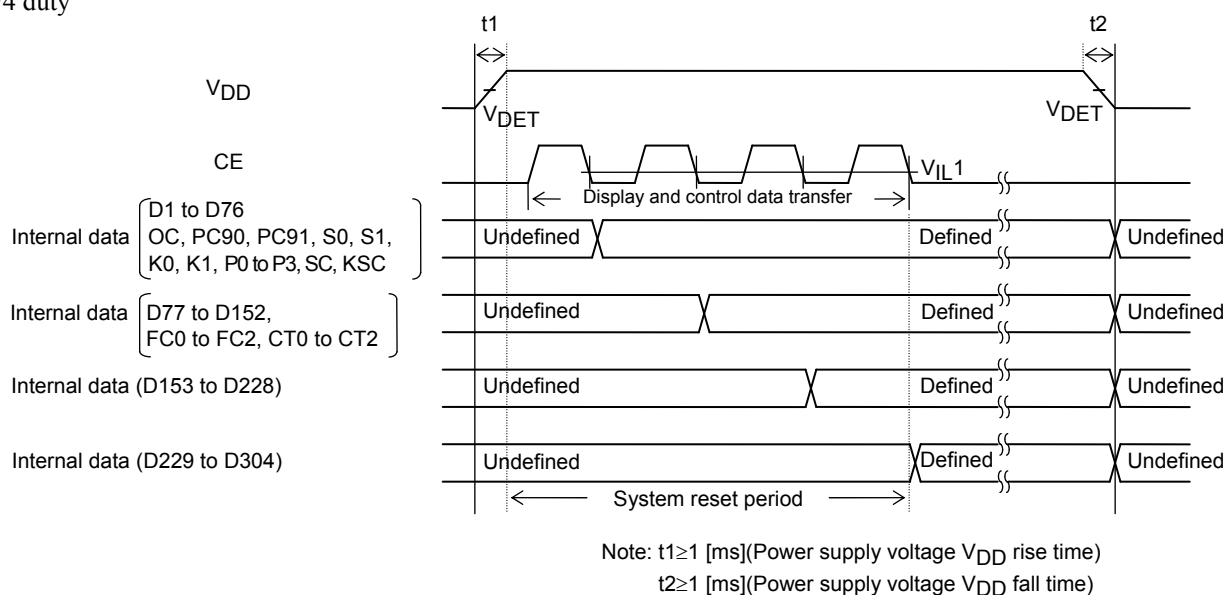 4 duty
t1 t2
VDD
VDET VDET
CE
VIL1
Display and control data transfer
D1 to D76
Internal data OC, PC90, PC91, S0, S1, Undefined Defined Undefined
K0, K1, P0 to P3, SC, KSC
Internal data D77 to D152, Undefined Defined Undefined
FC0 to FC2, CT0 to CT2
Internal data (D153 to D228) Undefined Defined Undefined
Internal data (D229 to D304) Undefined Defined Undefined
System reset period
Note: t1≥1 [ms](Power supply voltage VDD rise time)
t2≥1 [ms](Power supply voltage VDD fall time)